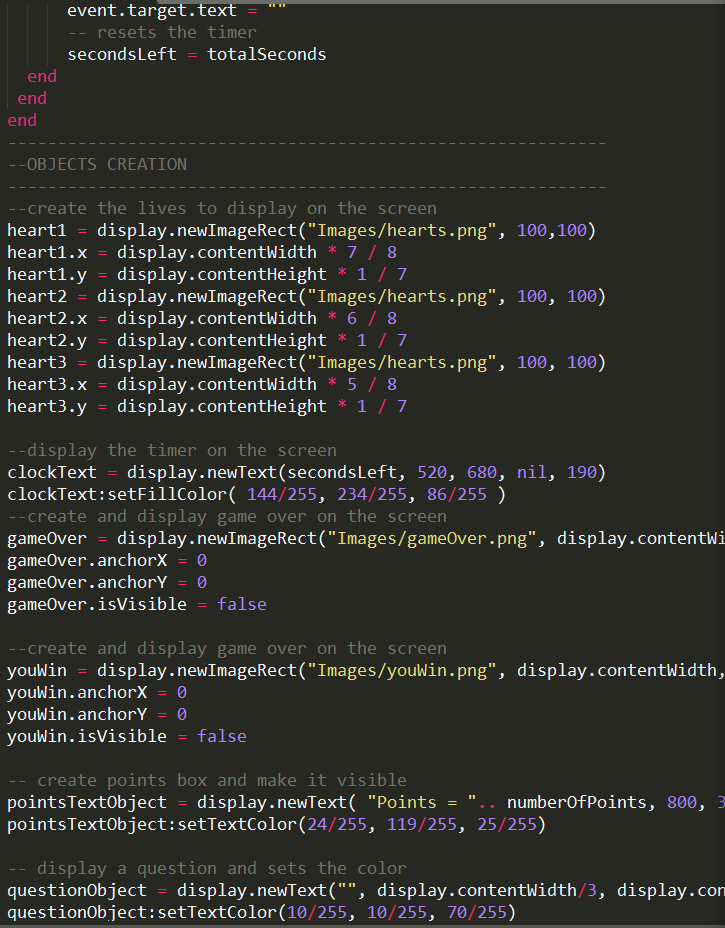 event.target.text = ""
-- resets the timer
secondsLeft = totalSeconds
end
end
end
------------------------------------------------------------
--OBJECTS CREATION
------------------------------------------------------------
--create the lives to display on the screen
heart1 = display.newImageRect("Images/hearts.png", 100,100)
heart1.x = display.contentWidth * 7 / 8
heart1.y = display.contentHeight * 1 / 7
heart2 = display.newImageRect("Images/hearts.png", 100, 100)
heart2.x = display.contentWidth * 6 / 8
heart2.y = display.contentHeight * 1 / 7
heart3 = display.newImageRect("Images/hearts.png", 100, 100)
heart3.x = display.contentWidth * 5 / 8
heart3.y = display.contentHeight * 1 / 7
--display the timer on the screen
clockText = display.newText(secondsLeft, 520, 680, nil, 190)
clockText:setFillColor( 144/255, 234/255, 86/255 )
--create and display game over on the screen
gameOver = display.newImageRect("Images/gameOver.png", display.contentWi
gameOver.anchorX = 0
gameOver.anchorY = 0
gameOver.isVisible = false
--create and display game over on the screen
youWin = display.newImageRect("Images/youWin.png", display.contentWidth,
youWin.anchorX = 0
youWin.anchorY = 0
youWin.isVisible = false
-- create points box and make it visible
pointsTextObject = display.newText( "Points = ".. numberOfPoints, 800, 3
pointsTextObject:setTextColor(24/255, 119/255, 25/255)
-- display a question and sets the color
questionObject = display.newText("", display.contentWidth/3, display.con
questionObject:setTextColor(10/255, 10/255, 70/255)